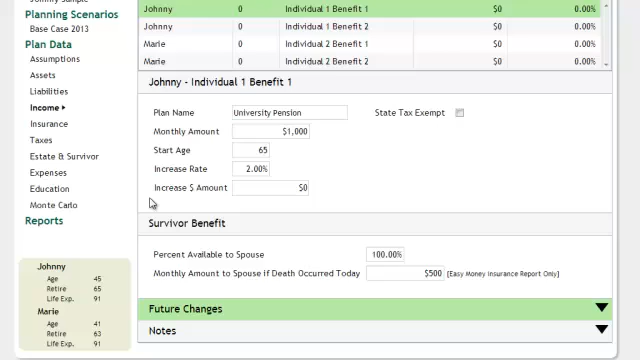 Johnny Sample
Planning Scenarios
Base Case 2013
Plan Data
Assumptions
Assets
Liabilities
Income
Insurance
Taxes
Estate & Survivor
Expenses
Education
Monte Carlo
Reports
Johnny
Age 45
Retire 65
Life Exp. 91
Marie
Age 41
Retire 63
Life Exp. 91
Johnny 0 Individual 1 Benefit 1 $0 0.00%
Johnny 0 Individual 1 Benefit 2 $0 0.00%
Marie 0 Individual 2 Benefit 1 $0 0.00%
Marie 0 Individual 2 Benefit 2 $0 0.00%
Johnny - Individual 1 Benefit 1
Plan Name University Pension State Tax Exempt
Monthly Amount $1,000
Start Age 65
Increase Rate 2.00%
Increase $ Amount $0
Survivor Benefit
Percent Available to Spouse 100.00%
Monthly Amount to Spouse if Death Occurred Today $500 [Easy Money Insurance Report Only]
Future Changes
Notes